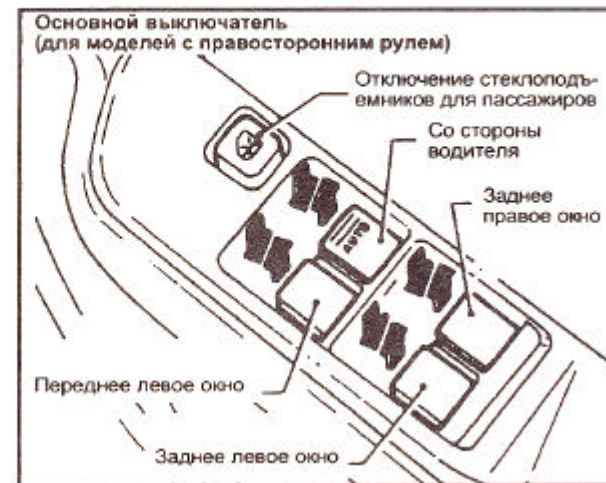 Основной выключатель
(для моделей с правосторонним рулем)
Отключение стеклоподъ-
емников для пассажиров
Со стороны
водителя
Заднее
правое окно
Переднее левое окно
Заднее левое окно